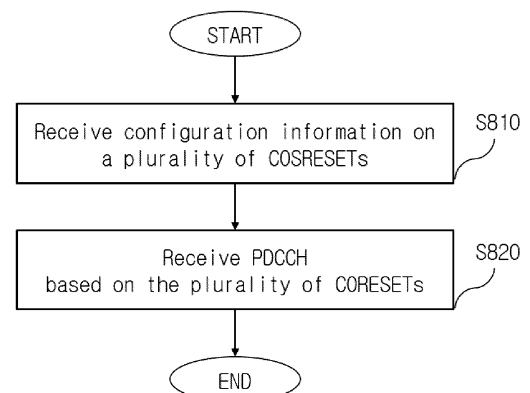 START
Receive configuration information on
a plurality of COSRESETs
S810
Receive PDCCH
based on the plurality of CORESETs
S820
END